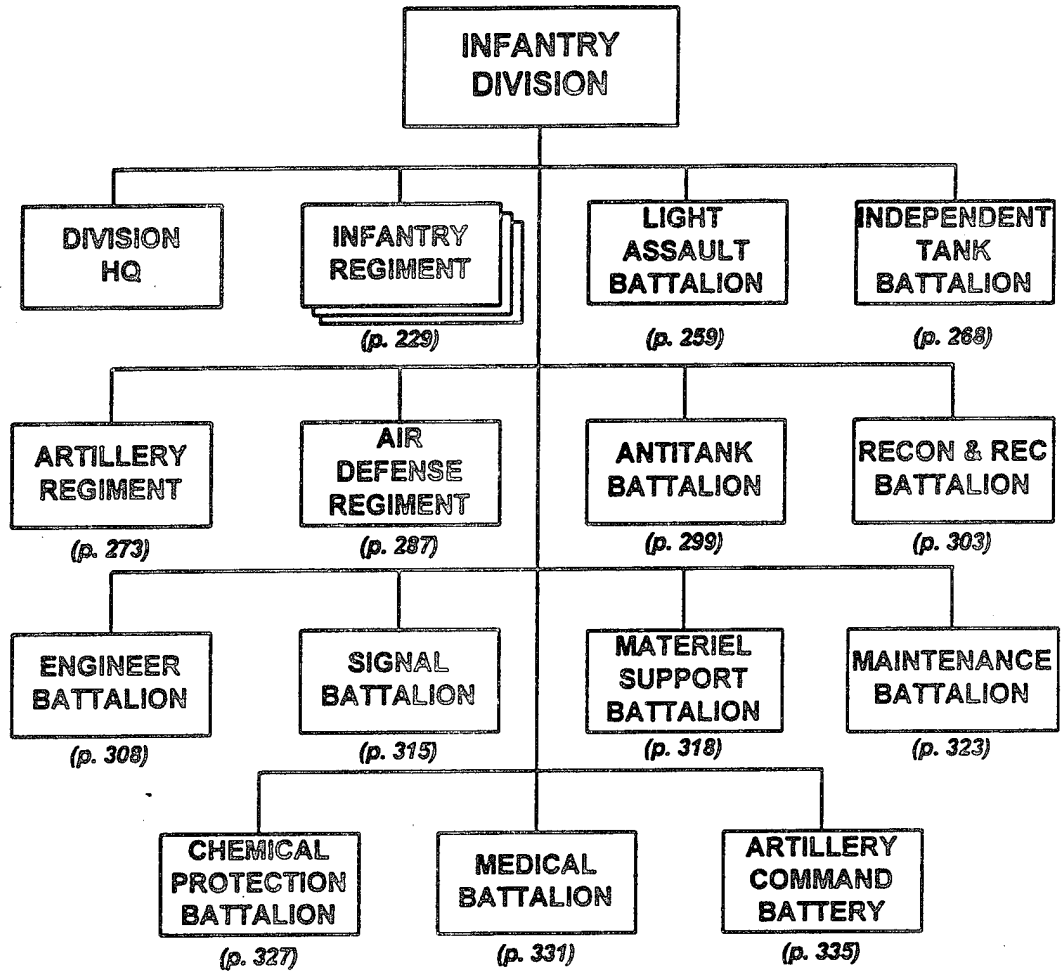 INFANTRY
DIVISION
DIVISION
HQ
INFANTRY
REGIMENT
(p. 229)
LIGHT
ASSAULT
BATTALION
(p. 259)
INDEPENDENT
TANK
BATTALION
(p. 268)
ARTILLERY
REGIMENT
(p. 273)
AIR
DEFENSE
REGIMENT
(p. 287)
ANTITANK
BATTALION
(p. 299)
RECON & REC
BATTALION
(p. 303)
ENGINEER
BATTALION
(p. 308)
SIGNAL
BATTALION
(p. 315)
MATERIEL
SUPPORT
BATTALION
(p. 318)
MAINTENANCE
BATTALION
(p. 323)
CHEMICAL
PROTECTION
BATTALION
(p. 327)
MEDICAL
BATTALION
(p. 331)
ARTILLERY
COMMAND
BATTERY
(p. 335)